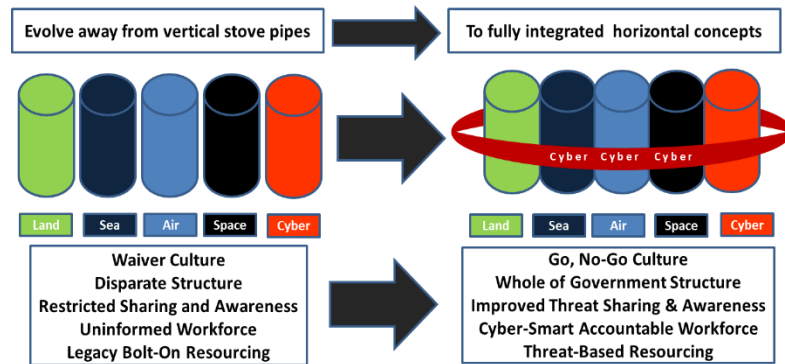 Evolve away from vertical stove pipes
To fully integrated horizontal concepts
Cyber Cyber Cyber
Land Sea Air Space Cyber
Land Sea Air Space Cyber
Waiver Culture
Disparate Structure
Restricted Sharing and Awareness
Uninformed Workforce
Legacy Bolt-On Resourcing
Go, No-Go Culture
Whole of Government Structure
Improved Threat Sharing & Awareness
Cyber-Smart Accountable Workforce
Threat-Based Resourcing